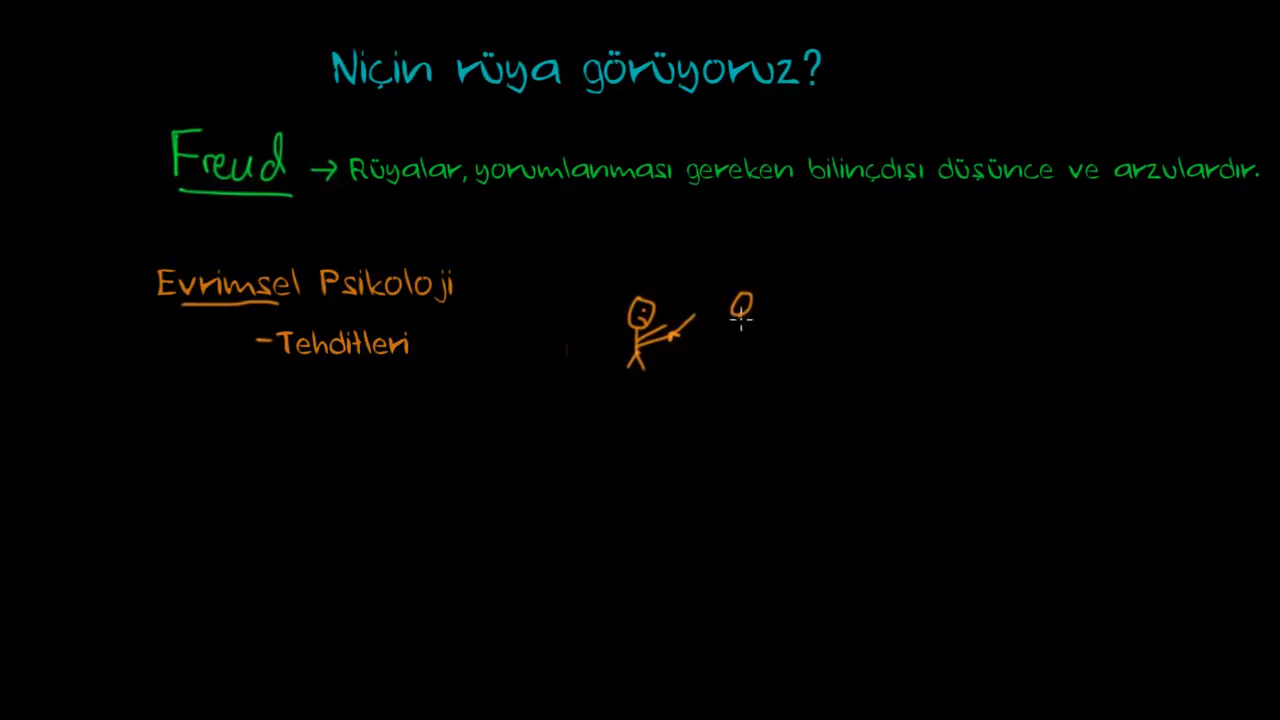 Niçin rüya görüyoruz?
Freud → Rüyalar, yorumlanması gereken bilinçdışı düşünce ve arzulardır.
Evrimsel Psikoloji
-Tehditleri